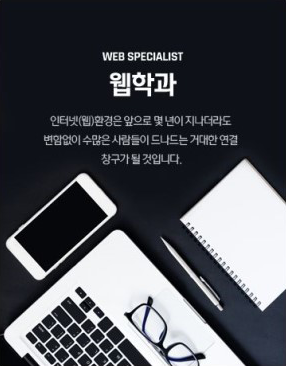 WEB SPECIALIST
웹학과
인터넷(웹)환경은 앞으로 몇 년이 지나더라도
변함없이 수많은 사람들이 드나드는 거대한 연결
창구가 될 것입니다.